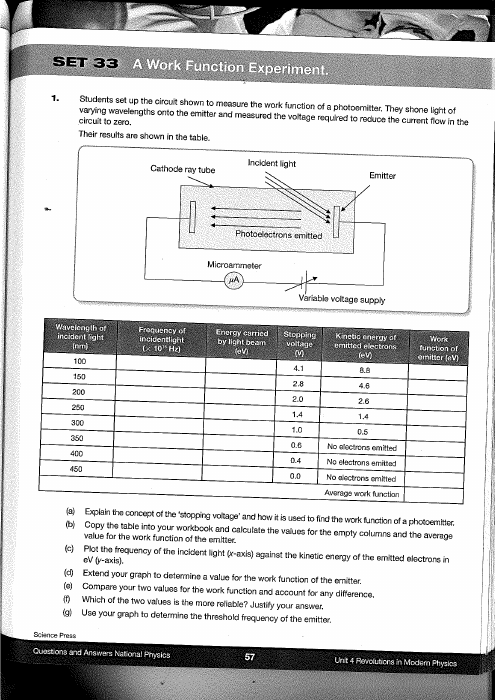 SET 33 A Work Function Experiment.
1. Students set up the circuit shown to measure the work function of a photoemitter. They shone light of
varying wavelengths onto the emitter and measured the voltage required to reduce the current flow in the
circuit to zero.
Their results are shown in the table.
Cathode ray tube
Incident light
Emitter
Photoelectrons emitted
Microammeter
μA
Variable voltage supply
Wavelength of incident light (nm) Frequency of incidentlight (× 10¹⁴ Hz) Energy carried by light beam (eV) Stopping voltage (V) Kinetic energy of emitted electrons (eV) Work function of emitter (eV)
100 4.1 8.8
150 2.8 4.6
200 2.0 2.6
250 1.4 1.4
300 1.0 0.5
350 0.6 No electrons emitted
400 0.4 No electrons emitted
450 0.0 No electrons emitted
Average work function
(a) Explain the concept of the 'stopping voltage' and how it is used to find the work function of a photoemitter.
(b) Copy the table into your workbook and calculate the values for the empty columns and the average
value for the work function of the emitter.
(c) Plot the frequency of the incident light (x-axis) against the kinetic energy of the emitted electrons in
eV (y-axis).
(d) Extend your graph to determine a value for the work function of the emitter.
(e) Compare your two values for the work function and account for any difference.
(f) Which of the two values is the more reliable? Justify your answer.
(g) Use your graph to determine the threshold frequency of the emitter.
Science Press
Questions and Answers National Physics 57 Unit 4 Revolutions in Modern Physics